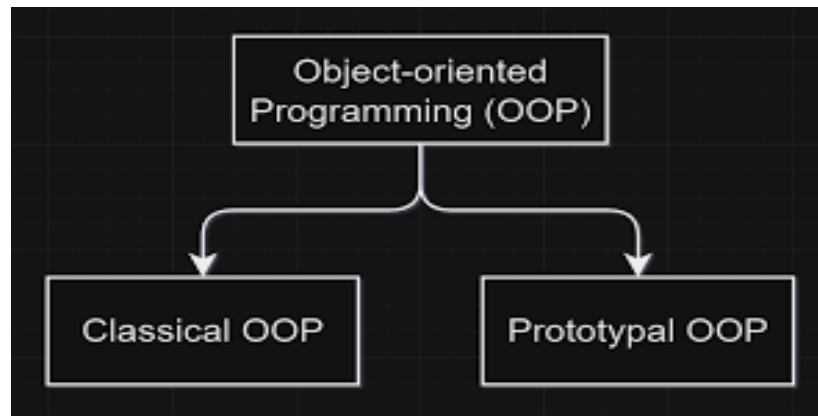 Object-oriented
Programming (OOP)
Classical OOP
Prototypal OOP